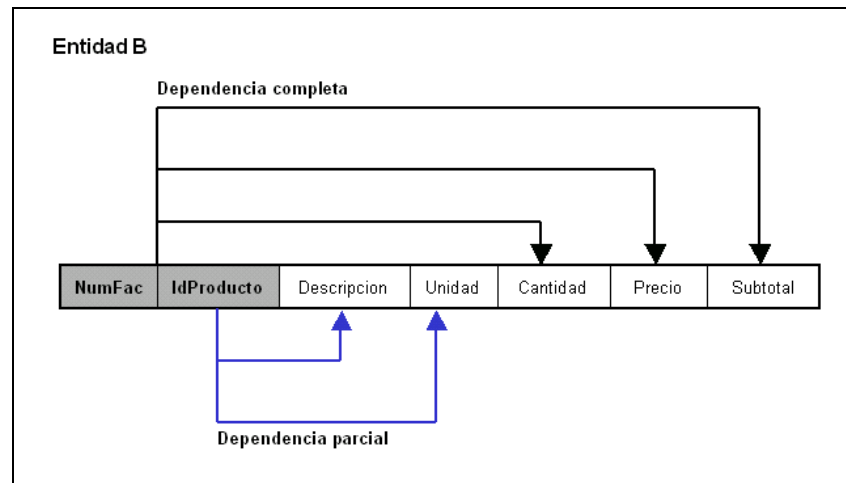 Entidad B
Dependencia completa
NumFac IdProducto Descripcion Unidad Cantidad Precio Subtotal
Dependencia parcial